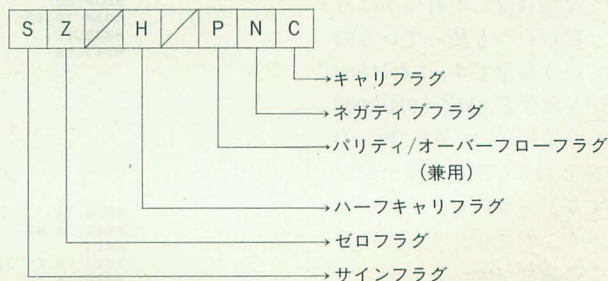 S Z H P N C
キャリフラグ
ネガティブフラグ
パリティ/オーバーフローフラグ
(兼用)
ハーフキャリフラグ
ゼロフラグ
サインフラグ